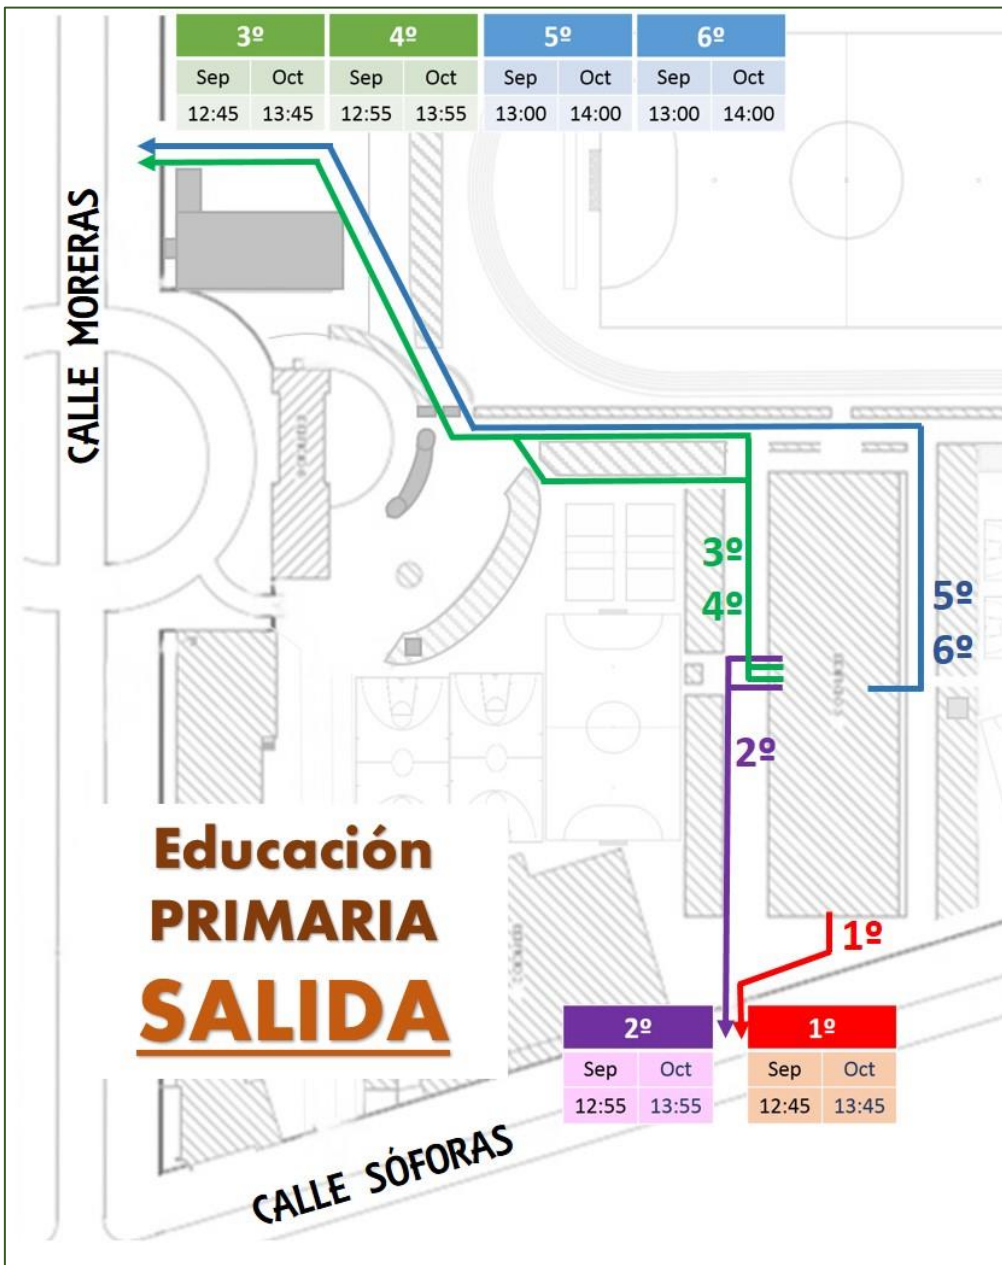 3º 4º 5º 6º
Sep Oct Sep Oct Sep Oct Sep Oct
12:45 13:45 12:55 13:55 13:00 14:00 13:00 14:00
CALLE MORERAS
3º
4º
5º
6º
2º
1º
Educación
PRIMARIA
SALIDA
2º 1º
Sep Oct Sep Oct
12:55 13:55 12:45 13:45
CALLE SÓFORAS